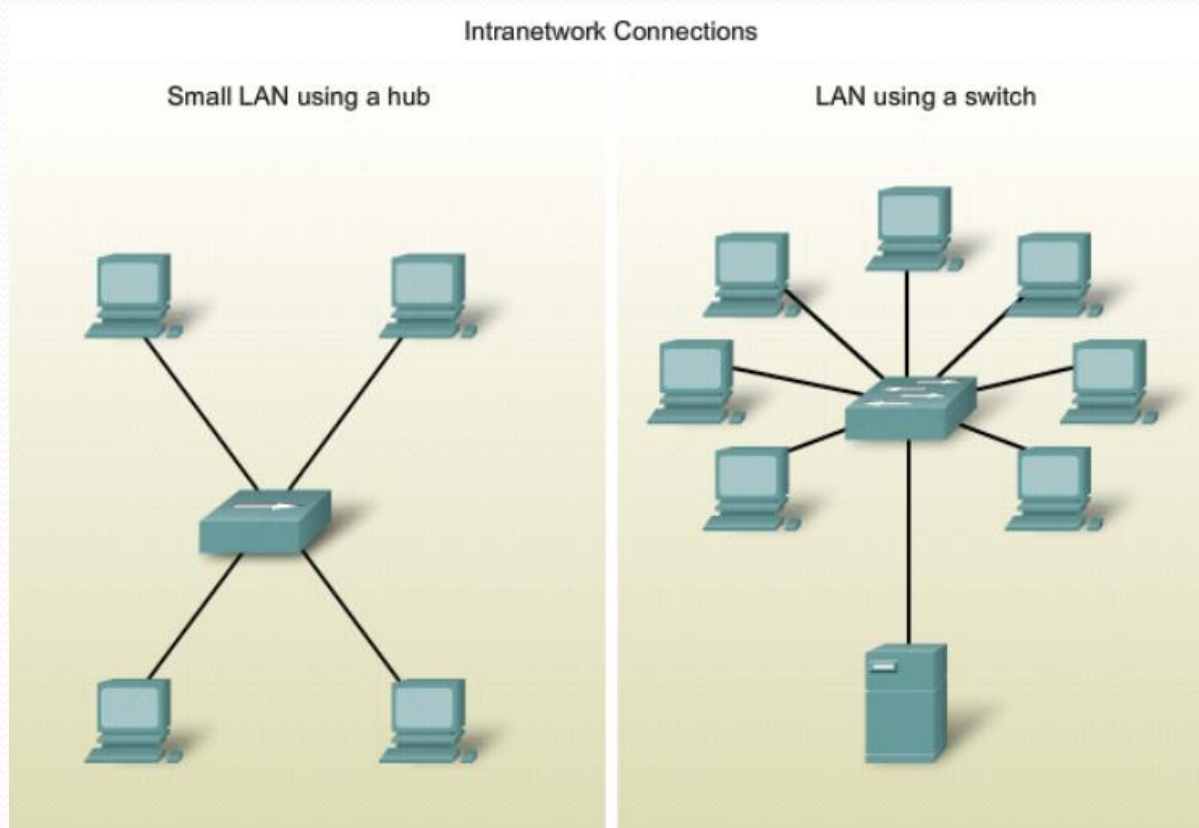 Intranetwork Connections
Small LAN using a hub
LAN using a switch